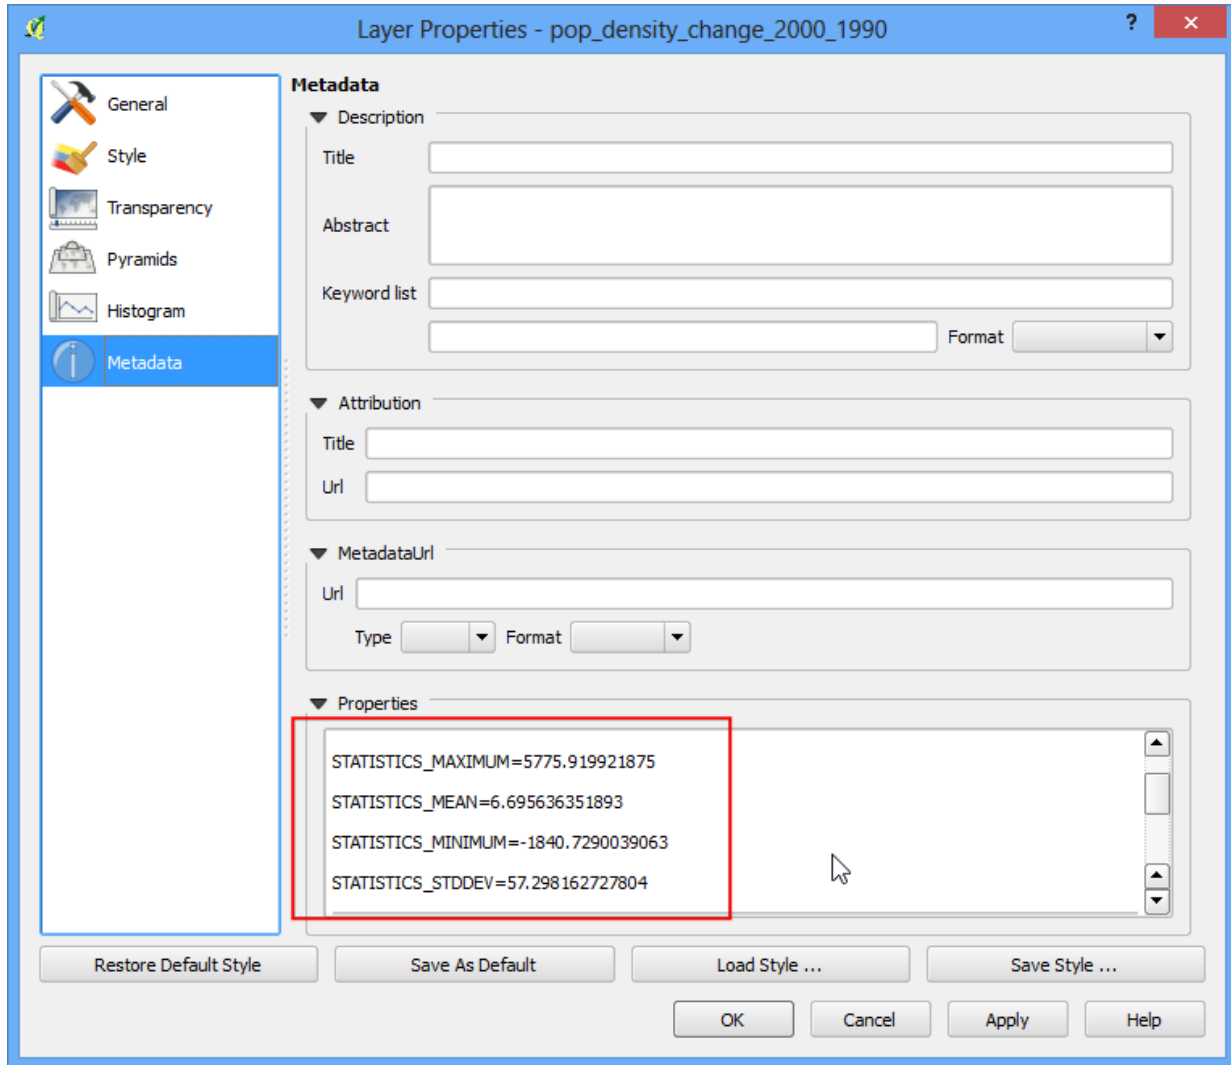 Layer Properties - pop_density_change_2000_1990
?
General
Style
Transparency
Pyramids
Histogram
Metadata
Metadata
Description
Title
Abstract
Keyword list
Format
Attribution
Title
Url
MetadataUrl
Url
Type Format
Properties
STATISTICS_MAXIMUM=5775.919921875
STATISTICS_MEAN=6.695636351893
STATISTICS_MINIMUM=-1840.7290039063
STATISTICS_STDDEV=57.298162727804
Restore Default Style Save As Default Load Style ... Save Style ...
OK Cancel Apply Help